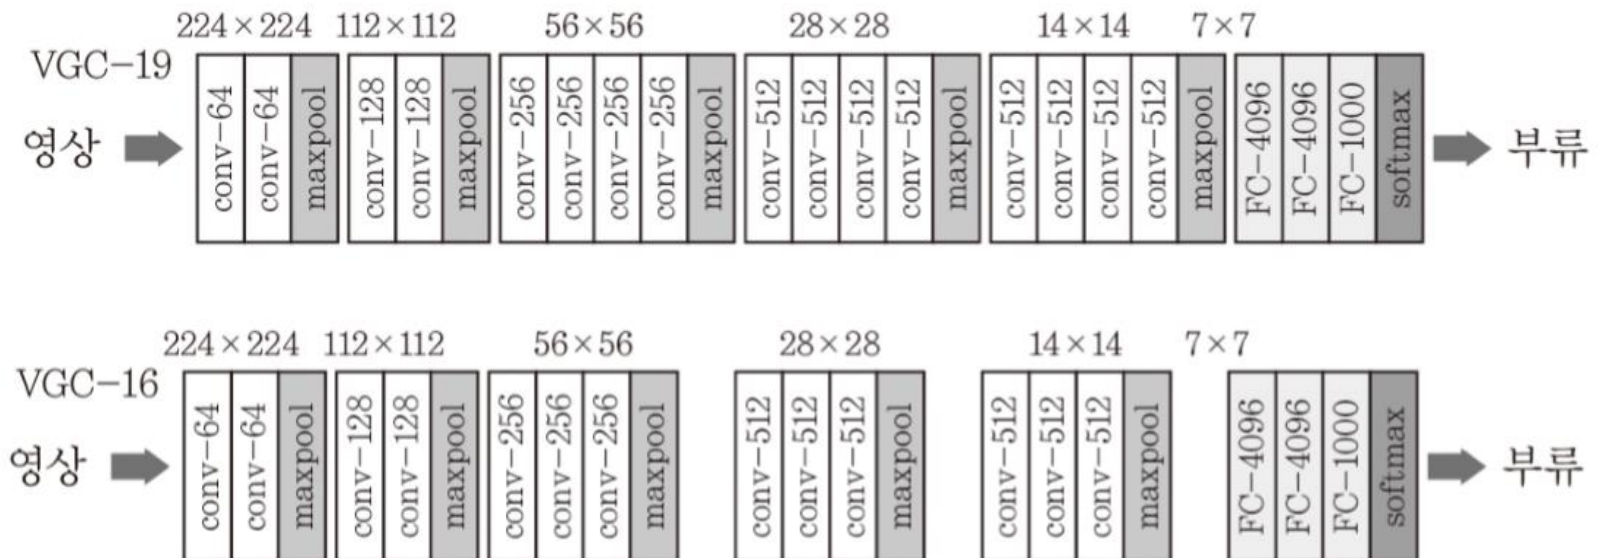 224×224 112×112 56×56 28×28 14×14 7×7
VGC-19
영상
conv-64 conv-64 maxpool conv-128 conv-128 maxpool conv-256 conv-256 conv-256 conv-256 maxpool conv-512 conv-512 conv-512 conv-512 maxpool conv-512 conv-512 conv-512 conv-512 maxpool FC-4096 FC-4096 FC-1000 softmax
부류
224×224 112×112 56×56 28×28 14×14 7×7
VGC-16
영상
conv-64 conv-64 maxpool conv-128 conv-128 maxpool conv-256 conv-256 conv-256 maxpool conv-512 conv-512 conv-512 maxpool conv-512 conv-512 conv-512 maxpool FC-4096 FC-4096 FC-1000 softmax
부류